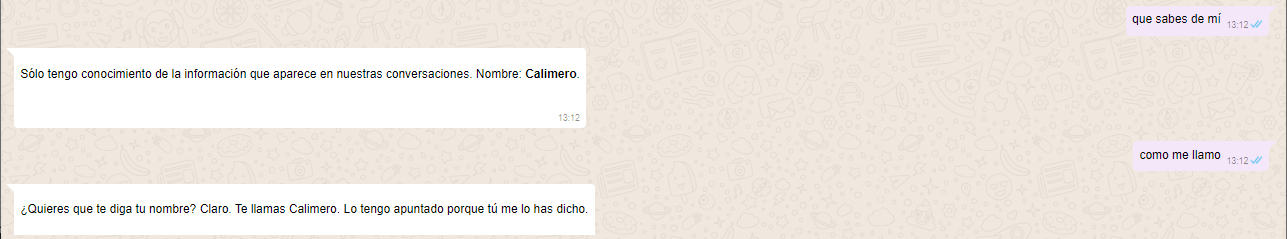 que sabes de mí 13:12
Sólo tengo conocimiento de la información que aparece en nuestras conversaciones. Nombre: Calimero.
13:12
como me llamo 13:12
¿Quieres que te diga tu nombre? Claro. Te llamas Calimero. Lo tengo apuntado porque tú me lo has dicho.